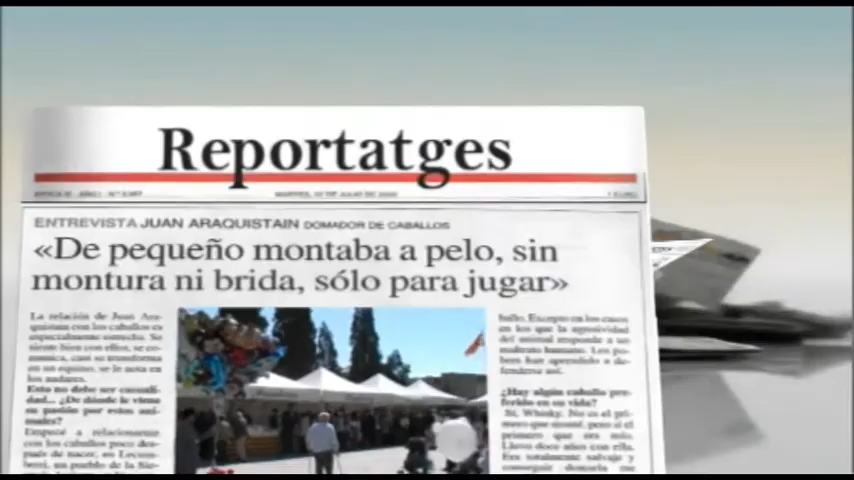 Reportatges
ENTREVISTA JUAN ARAQUISTAIN DOMADOR DE CABALLOS
«De pequeño montaba a pelo, sin
montura ni brida, sólo para jugar»
La relación de Juan Ara-
quistain con los caballos es
especialmente estrecha. Se
siente bien con ellos, se co-
munica, casi se transforma
en un equino, se le nota en
los andares.
Esto no debe ser casuali-
dad... ¿De dónde le viene
su pasión por estos ani-
males?
Empecé a relacionarme
con los caballos poco des-
pués de nacer, en Lecum-
berri, un pueblo de la
ballo. Excepto en los casos
en los que la agresividad
del animal responde a un
maltrato humano. Los po-
bres han aprendido a de-
fenderse así.
¿Hay algún caballo pre-
ferido en su vida?
Sí, Whisky. No es el pri-
mero que monté, pero sí el
primero que era mío.
Llevo doce años con ella.
Era totalmente salvaje y
conseguir domarla me